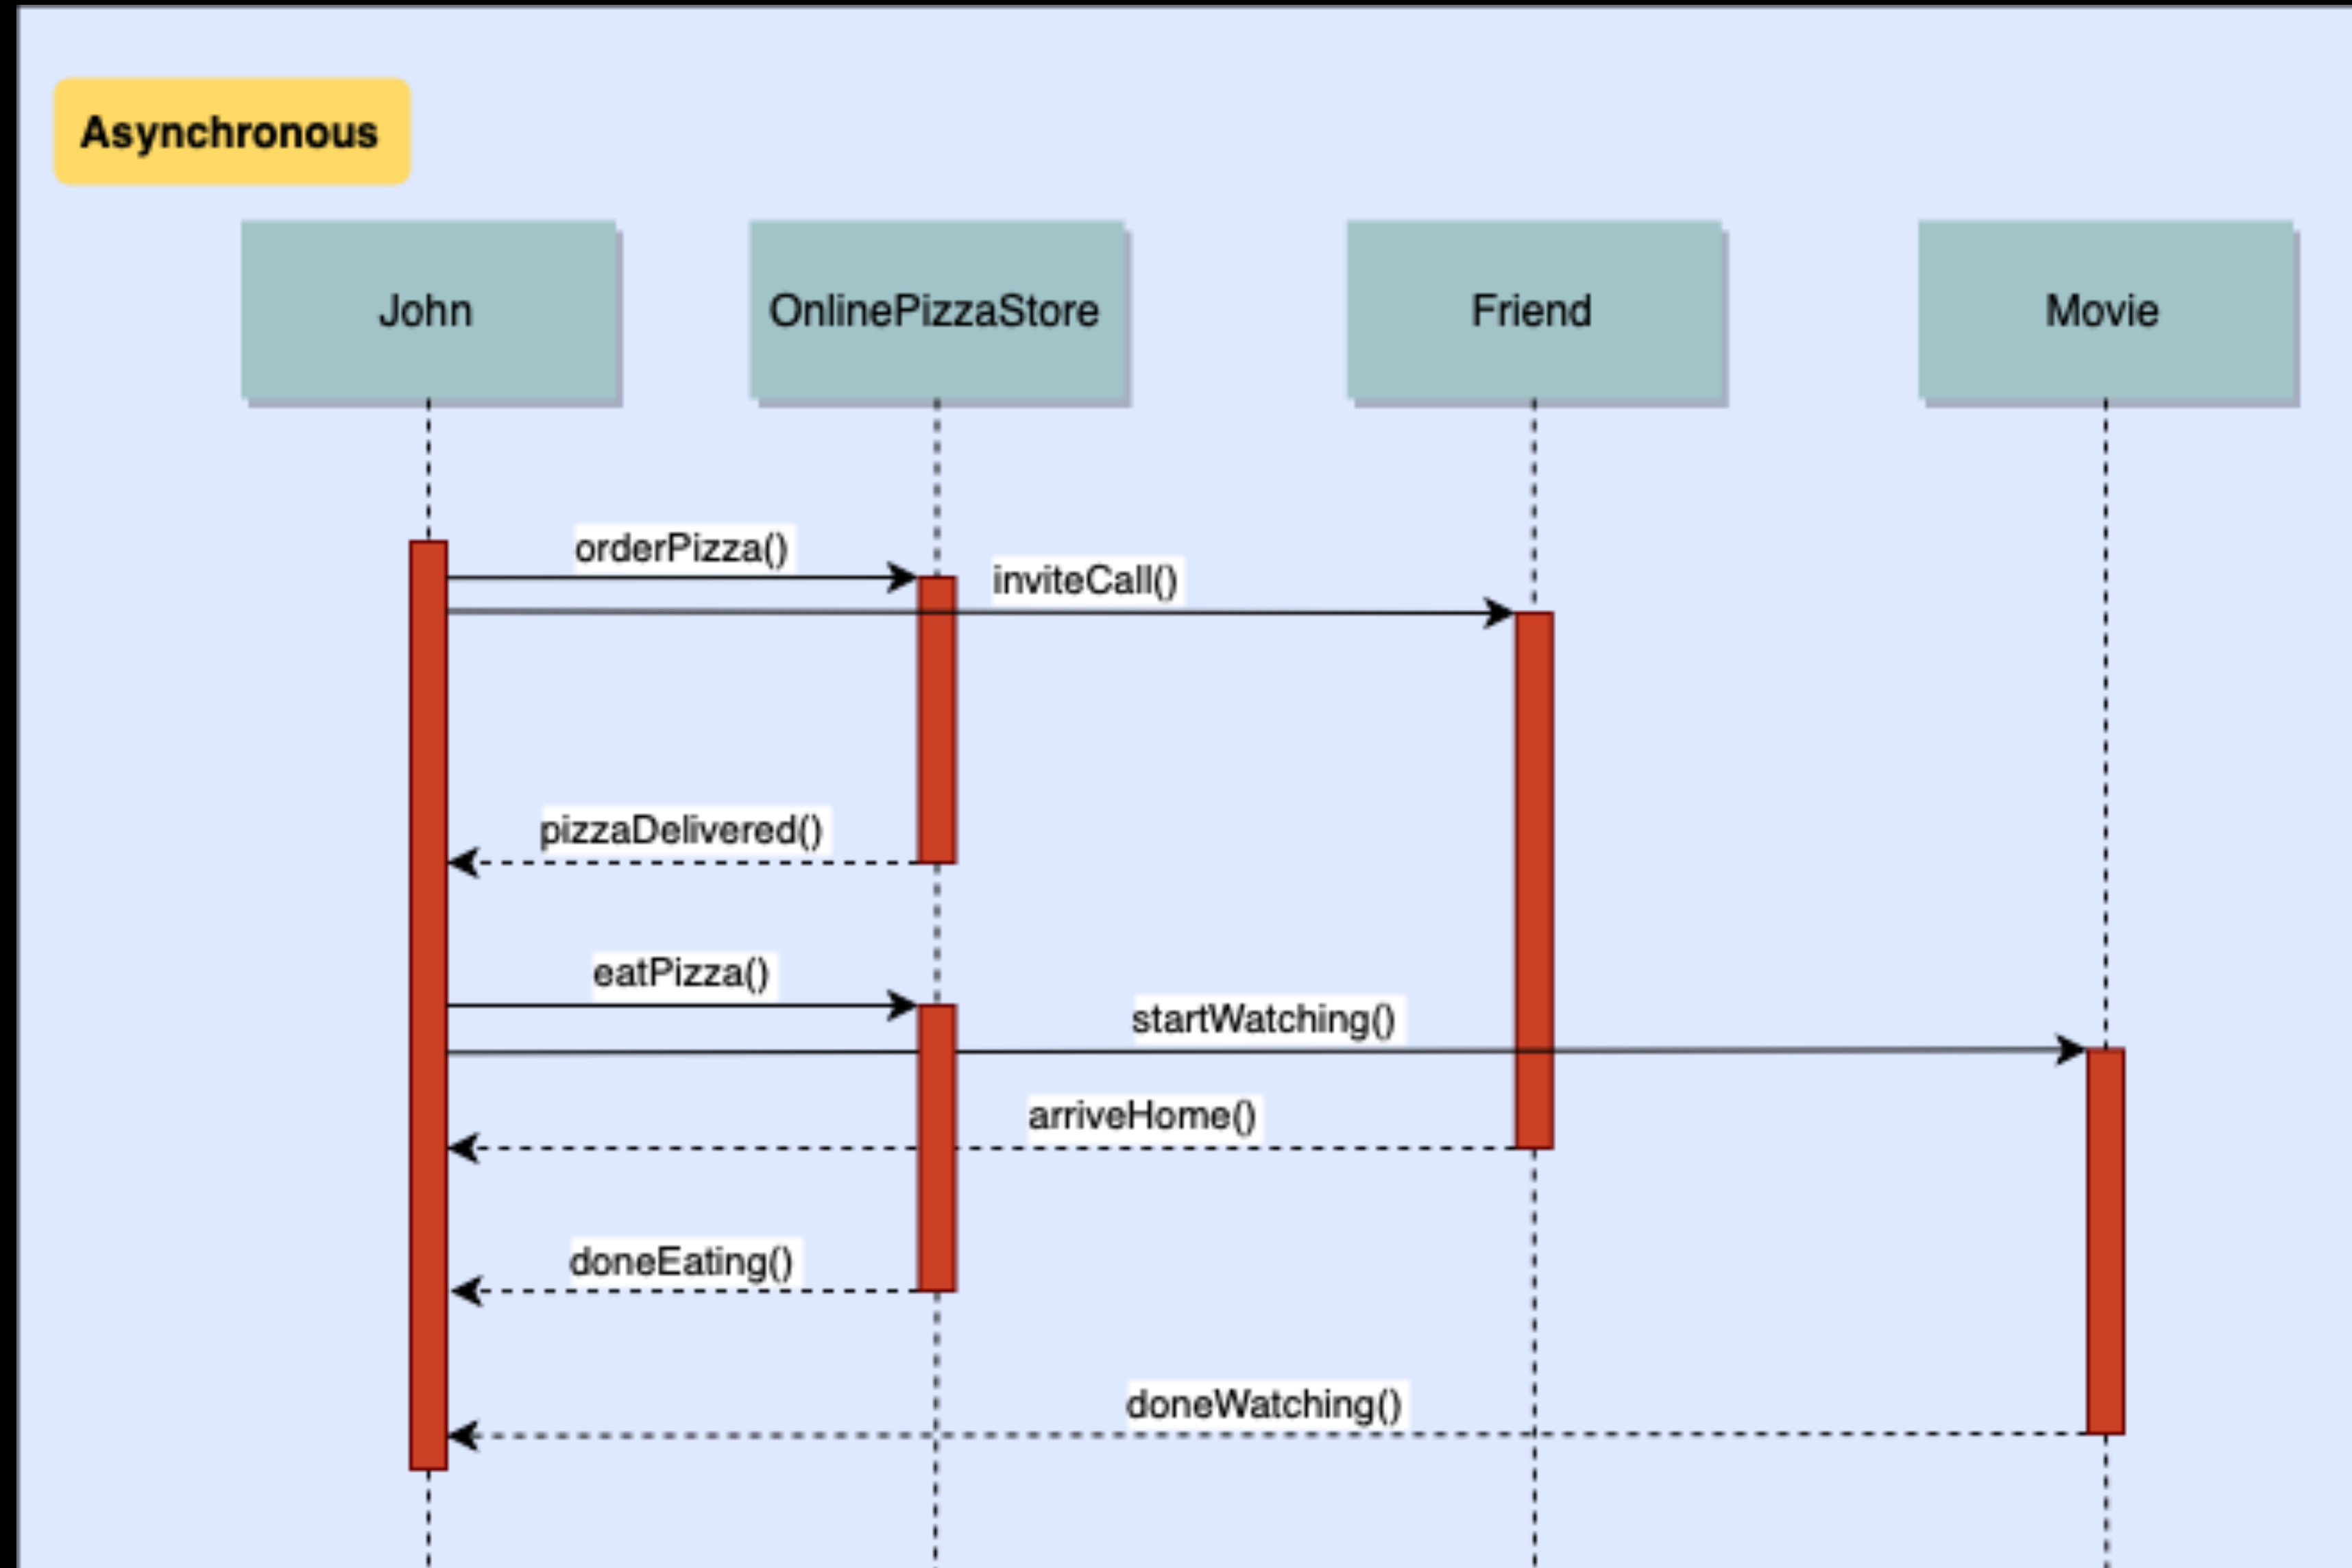 Asynchronous
John
OnlinePizzaStore
Friend
Movie
orderPizza()
inviteCall()
pizzaDelivered()
eatPizza()
startWatching()
arriveHome()
doneEating()
doneWatching()